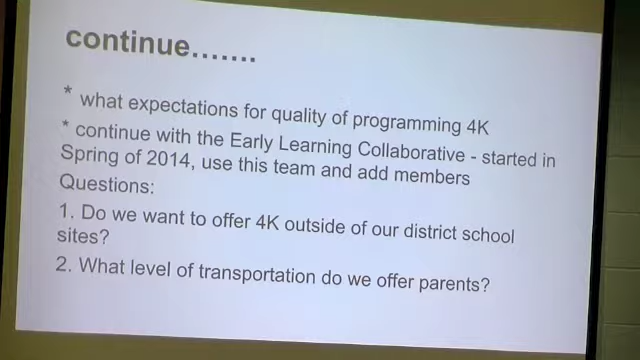 continue.......
* what expectations for quality of programming 4K
* continue with the Early Learning Collaborative - started in
Spring of 2014, use this team and add members
Questions:
1. Do we want to offer 4K outside of our district school
sites?
2. What level of transportation do we offer parents?